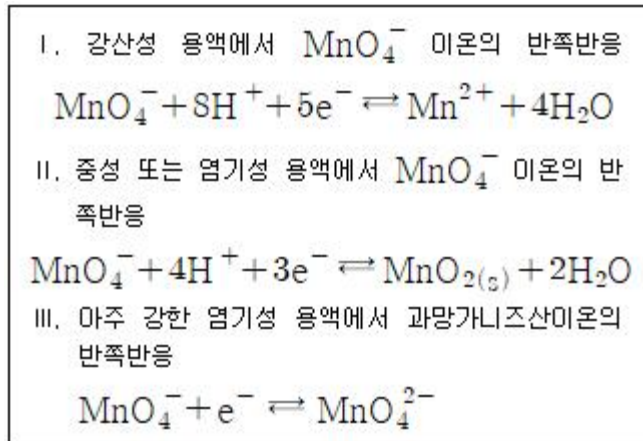 Ⅰ. 강산성 용액에서 MnO₄⁻ 이온의 반쪽반응
MnO₄⁻+8H⁺+5e⁻⇄Mn²⁺+4H₂O
Ⅱ. 중성 또는 염기성 용액에서 MnO₄⁻ 이온의 반
쪽반응
MnO₄⁻+4H⁺+3e⁻⇄MnO₂₍ₛ₎+2H₂O
Ⅲ. 아주 강한 염기성 용액에서 과망가니즈산이온의
반쪽반응
MnO₄⁻+e⁻⇄MnO₄²⁻